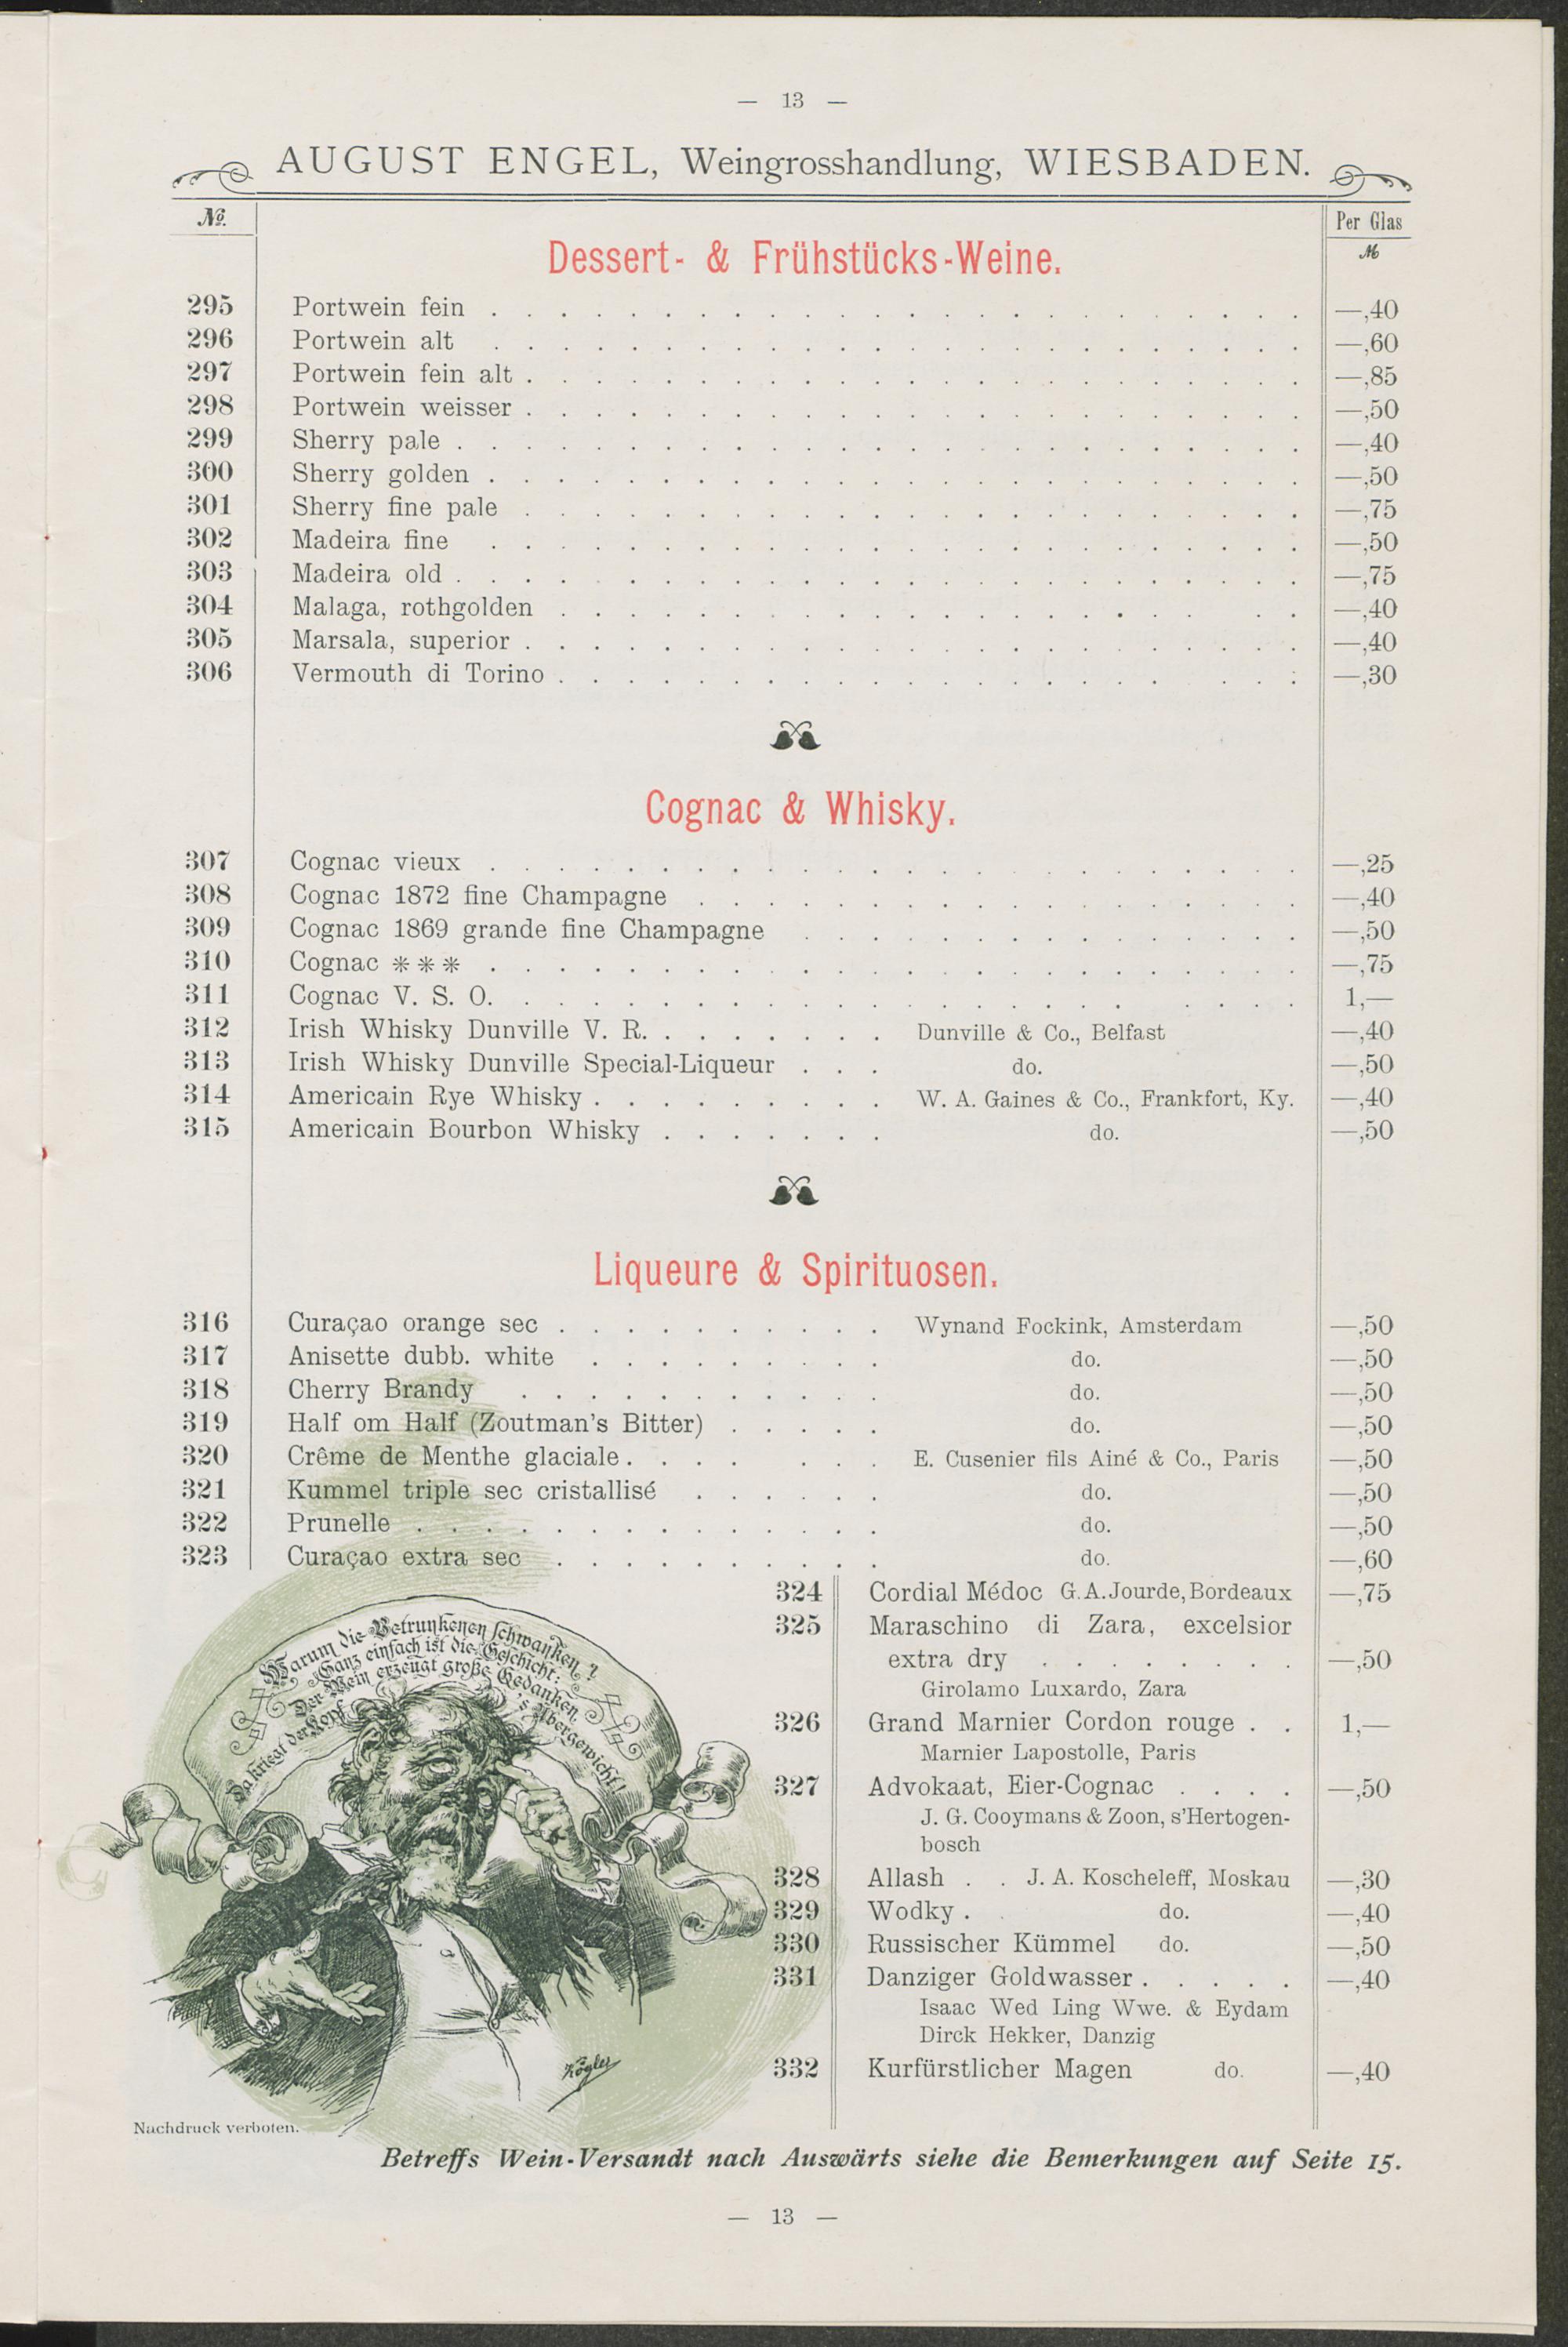 — 13 —
AUGUST ENGEL, Weingrosshandlung, WIESBADEN.
№. Per Glas
ℳ
Dessert- & Frühstücks-Weine.
295 Portwein fein . . . . . —,40
296 Portwein alt . . . . . —,60
297 Portwein fein alt . . . . . —,85
298 Portwein weisser . . . . . —,50
299 Sherry pale . . . . . —,40
300 Sherry golden . . . . . —,50
301 Sherry fine pale . . . . . —,75
302 Madeira fine . . . . . —,50
303 Madeira old . . . . . —,75
304 Malaga, rothgolden . . . . . —,40
305 Marsala, superior . . . . . —,40
306 Vermouth di Torino . . . . . —,30
Cognac & Whisky.
307 Cognac vieux . . . . . —,25
308 Cognac 1872 fine Champagne . . . . . —,40
309 Cognac 1869 grande fine Champagne . . . . . —,50
310 Cognac *** . . . . . —,75
311 Cognac V. S. O. . . . . . 1,—
312 Irish Whisky Dunville V. R. . . . . . Dunville & Co., Belfast —,40
313 Irish Whisky Dunville Special-Liqueur . . . do. —,50
314 Americain Rye Whisky . . . . . W. A. Gaines & Co., Frankfort, Ky. —,40
315 Americain Bourbon Whisky . . . . . do. —,50
Liqueure & Spirituosen.
316 Curaçao orange sec . . . . . Wynand Fockink, Amsterdam —,50
317 Anisette dubb. white . . . . . do. —,50
318 Cherry Brandy . . . . . do. —,50
319 Half om Half (Zoutman's Bitter) . . . . . do. —,50
320 Crême de Menthe glaciale . . . . . E. Cusenier fils Ainé & Co., Paris —,50
321 Kummel triple sec cristallisé . . . . . do. —,50
322 Prunelle . . . . . do. —,50
323 Curaçao extra sec . . . . . do. —,60
324 Cordial Médoc G. A. Jourde, Bordeaux —,75
325 Maraschino di Zara, excelsior
extra dry . . . . . —,50
Girolamo Luxardo, Zara
326 Grand Marnier Cordon rouge . . 1,—
Marnier Lapostolle, Paris
327 Advokaat, Eier-Cognac . . . . —,50
J. G. Cooymans & Zoon, s'Hertogen-
bosch
328 Allash . . J. A. Koscheleff, Moskau —,30
329 Wodky . . do. —,40
330 Russischer Kümmel do. —,50
331 Danziger Goldwasser . . . . . —,40
Isaac Wed Ling Wwe. & Eydam
Dirck Hekker, Danzig
332 Kurfürstlicher Magen do. —,40
Warum die Betrunkenen schwanken?
Ganz einfach ist die Geschicht:
Der Wein erzeugt große Gedanken,
Da kriegt der Kopf 's Übergewicht!
Kögler
Nachdruck verboten.
Betreffs Wein-Versandt nach Auswärts siehe die Bemerkungen auf Seite 15.
— 13 —